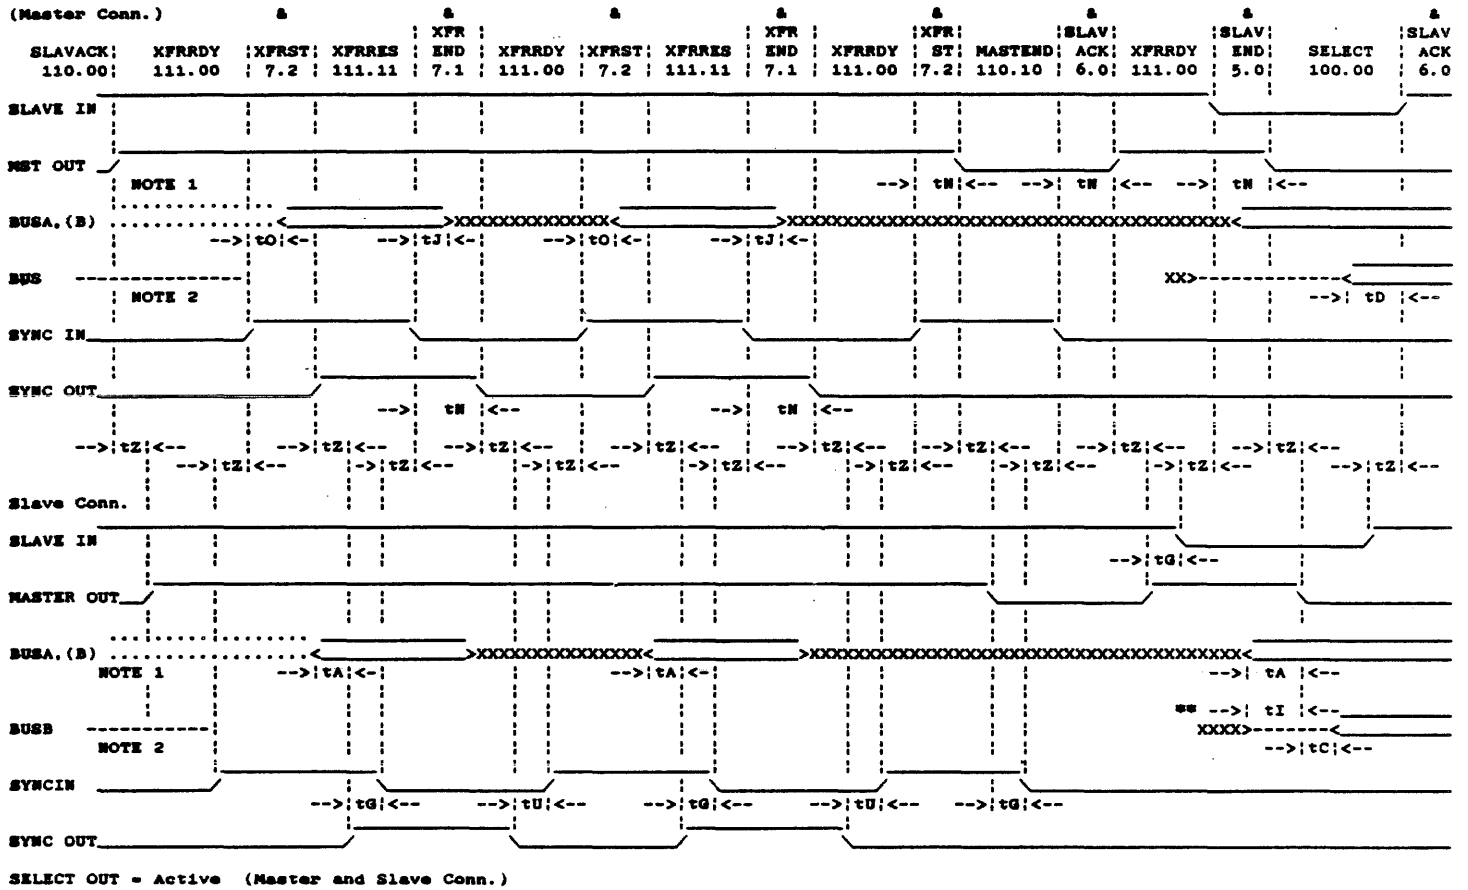 (Master Conn.) & & & & & & & &
XFR XFR XFR SLAV SLAV SLAV
SLAVACK XFRRDY XFRST XFRRES END XFRRDY XFRST XFRRES END XFRRDY ST MASTEND ACK XFRRDY END SELECT ACK
110.00 111.00 7.2 111.11 7.1 111.00 7.2 111.11 7.1 111.00 7.2 110.10 6.0 111.00 5.0 100.00 6.0
SLAVE IN
MST OUT
NOTE 1 -->¦ tN¦<-- -->¦ tN ¦<-- -->¦ tN ¦<--
BUSA,(B) ............<XXXXXXXXXXXXX<XXXXXXXXXXXXXXXXXXXXXXXXXXXXXXXXXXXXXXXXXXXXXXX<
-->¦tO¦<- -->¦tJ¦<- -->¦tO¦<- -->¦tJ¦<-
BUS ------------------ XX>----------------<
NOTE 2 -->¦ tD ¦<--
SYNC IN
SYNC OUT
-->¦ tN ¦<-- -->¦ tN ¦<--
-->¦tZ¦<-- -->¦tZ¦<-- -->¦tZ¦<-- -->¦tZ¦<-- -->¦tZ¦<-- -->¦tZ¦<-- -->¦tZ¦<-- -->¦tZ¦<--
-->¦tZ¦<-- ->¦tZ¦<-- ->¦tZ¦<-- ->¦tZ¦<-- ->¦tZ¦<-- ->¦tZ¦<-- ->¦tZ¦<-- -->¦tZ¦<--
Slave Conn.
SLAVE IN
-->¦tG¦<--
MASTER OUT
BUSA,(B) ............<>XXXXXXXXXXXXXXX<>XXXXXXXXXXXXXXXXXXXXXXXXXXXXXXXXXXXXXXXXXXXXXX<
NOTE 1 -->¦tA¦<- -->¦tA¦<- -->¦ tA ¦<--
** -->¦ tI ¦<--
BUSB -------------- XXXX>--------<
NOTE 2 -->¦tC¦<--
SYNCIN
-->¦tG¦<-- -->¦tU¦<-- -->¦tG¦<-- -->¦tU¦<-- -->¦tG¦<--
SYNC OUT
SELECT OUT = Active (Master and Slave Conn.)